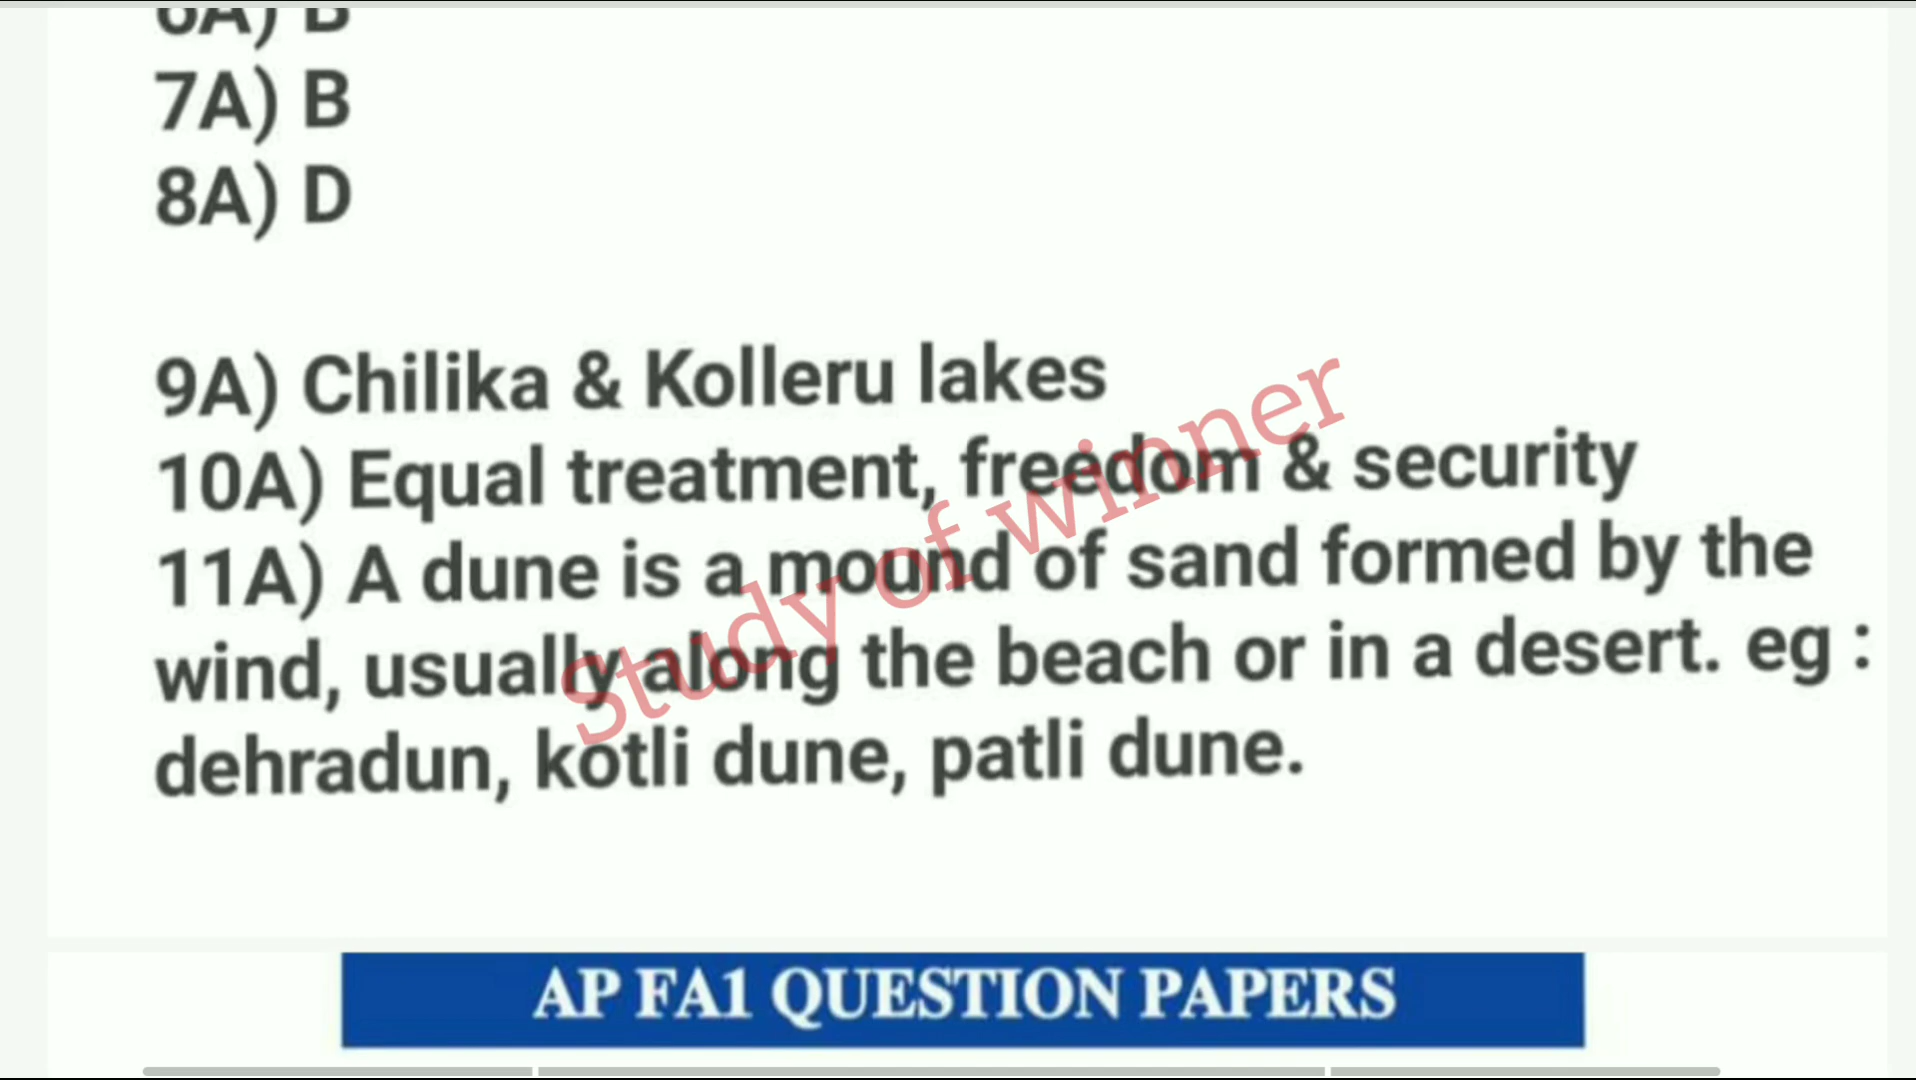 6A) B
7A) B
8A) D
9A) Chilika & Kolleru lakes
10A) Equal treatment, freedom & security
11A) A dune is a mound of sand formed by the
wind, usually along the beach or in a desert. eg :
dehradun, kotli dune, patli dune.
Study of winner
AP FA1 QUESTION PAPERS